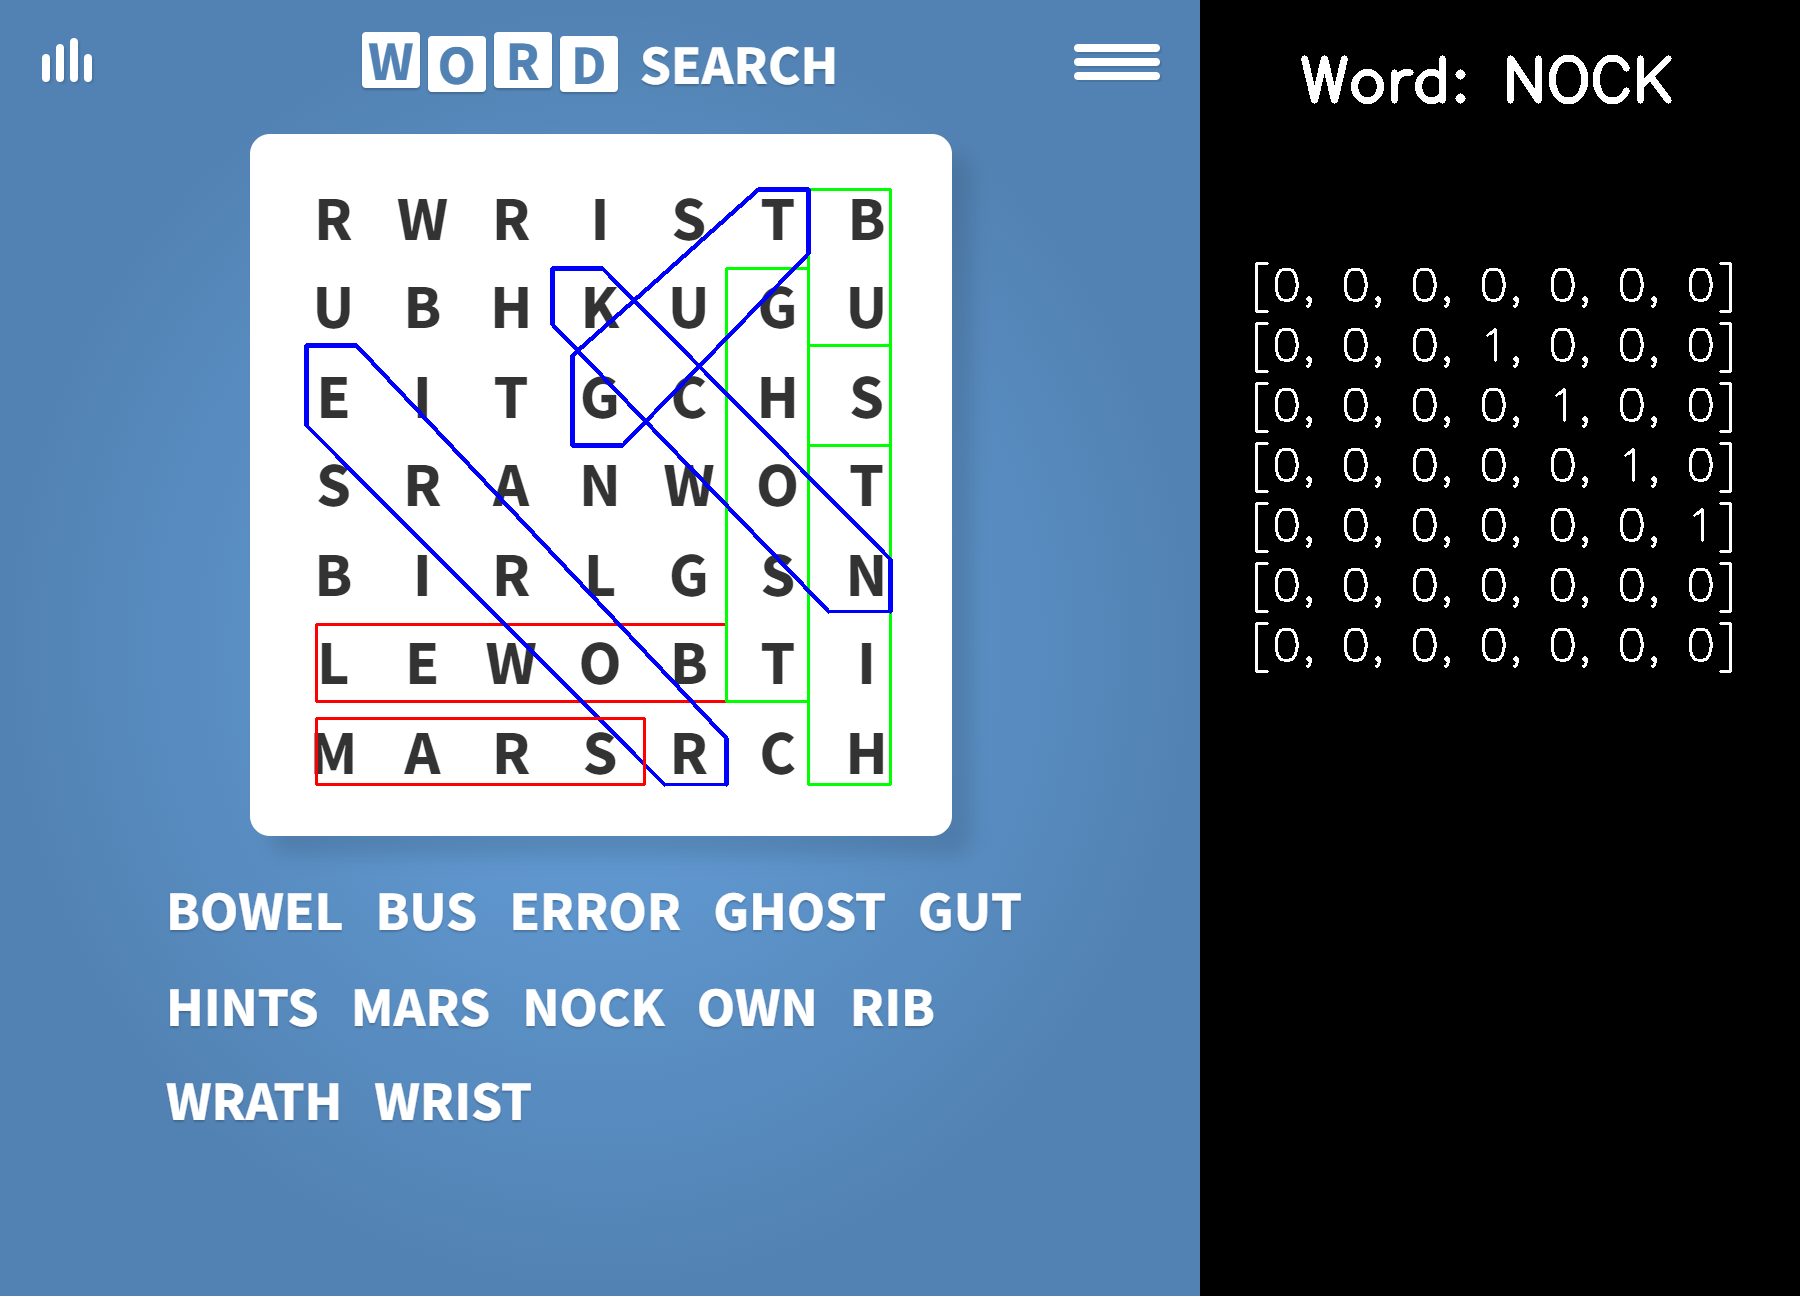 WORD SEARCH
R W R I S T B
U B H K U G U
E I T G C H S
S R A N W O T
B I R L G S N
L E W O B T I
M A R S R C H
BOWEL BUS ERROR GHOST GUT
HINTS MARS NOCK OWN RIB
WRATH WRIST
Word: NOCK
[0, 0, 0, 0, 0, 0, 0]
[0, 0, 0, 1, 0, 0, 0]
[0, 0, 0, 0, 1, 0, 0]
[0, 0, 0, 0, 0, 1, 0]
[0, 0, 0, 0, 0, 0, 1]
[0, 0, 0, 0, 0, 0, 0]
[0, 0, 0, 0, 0, 0, 0]